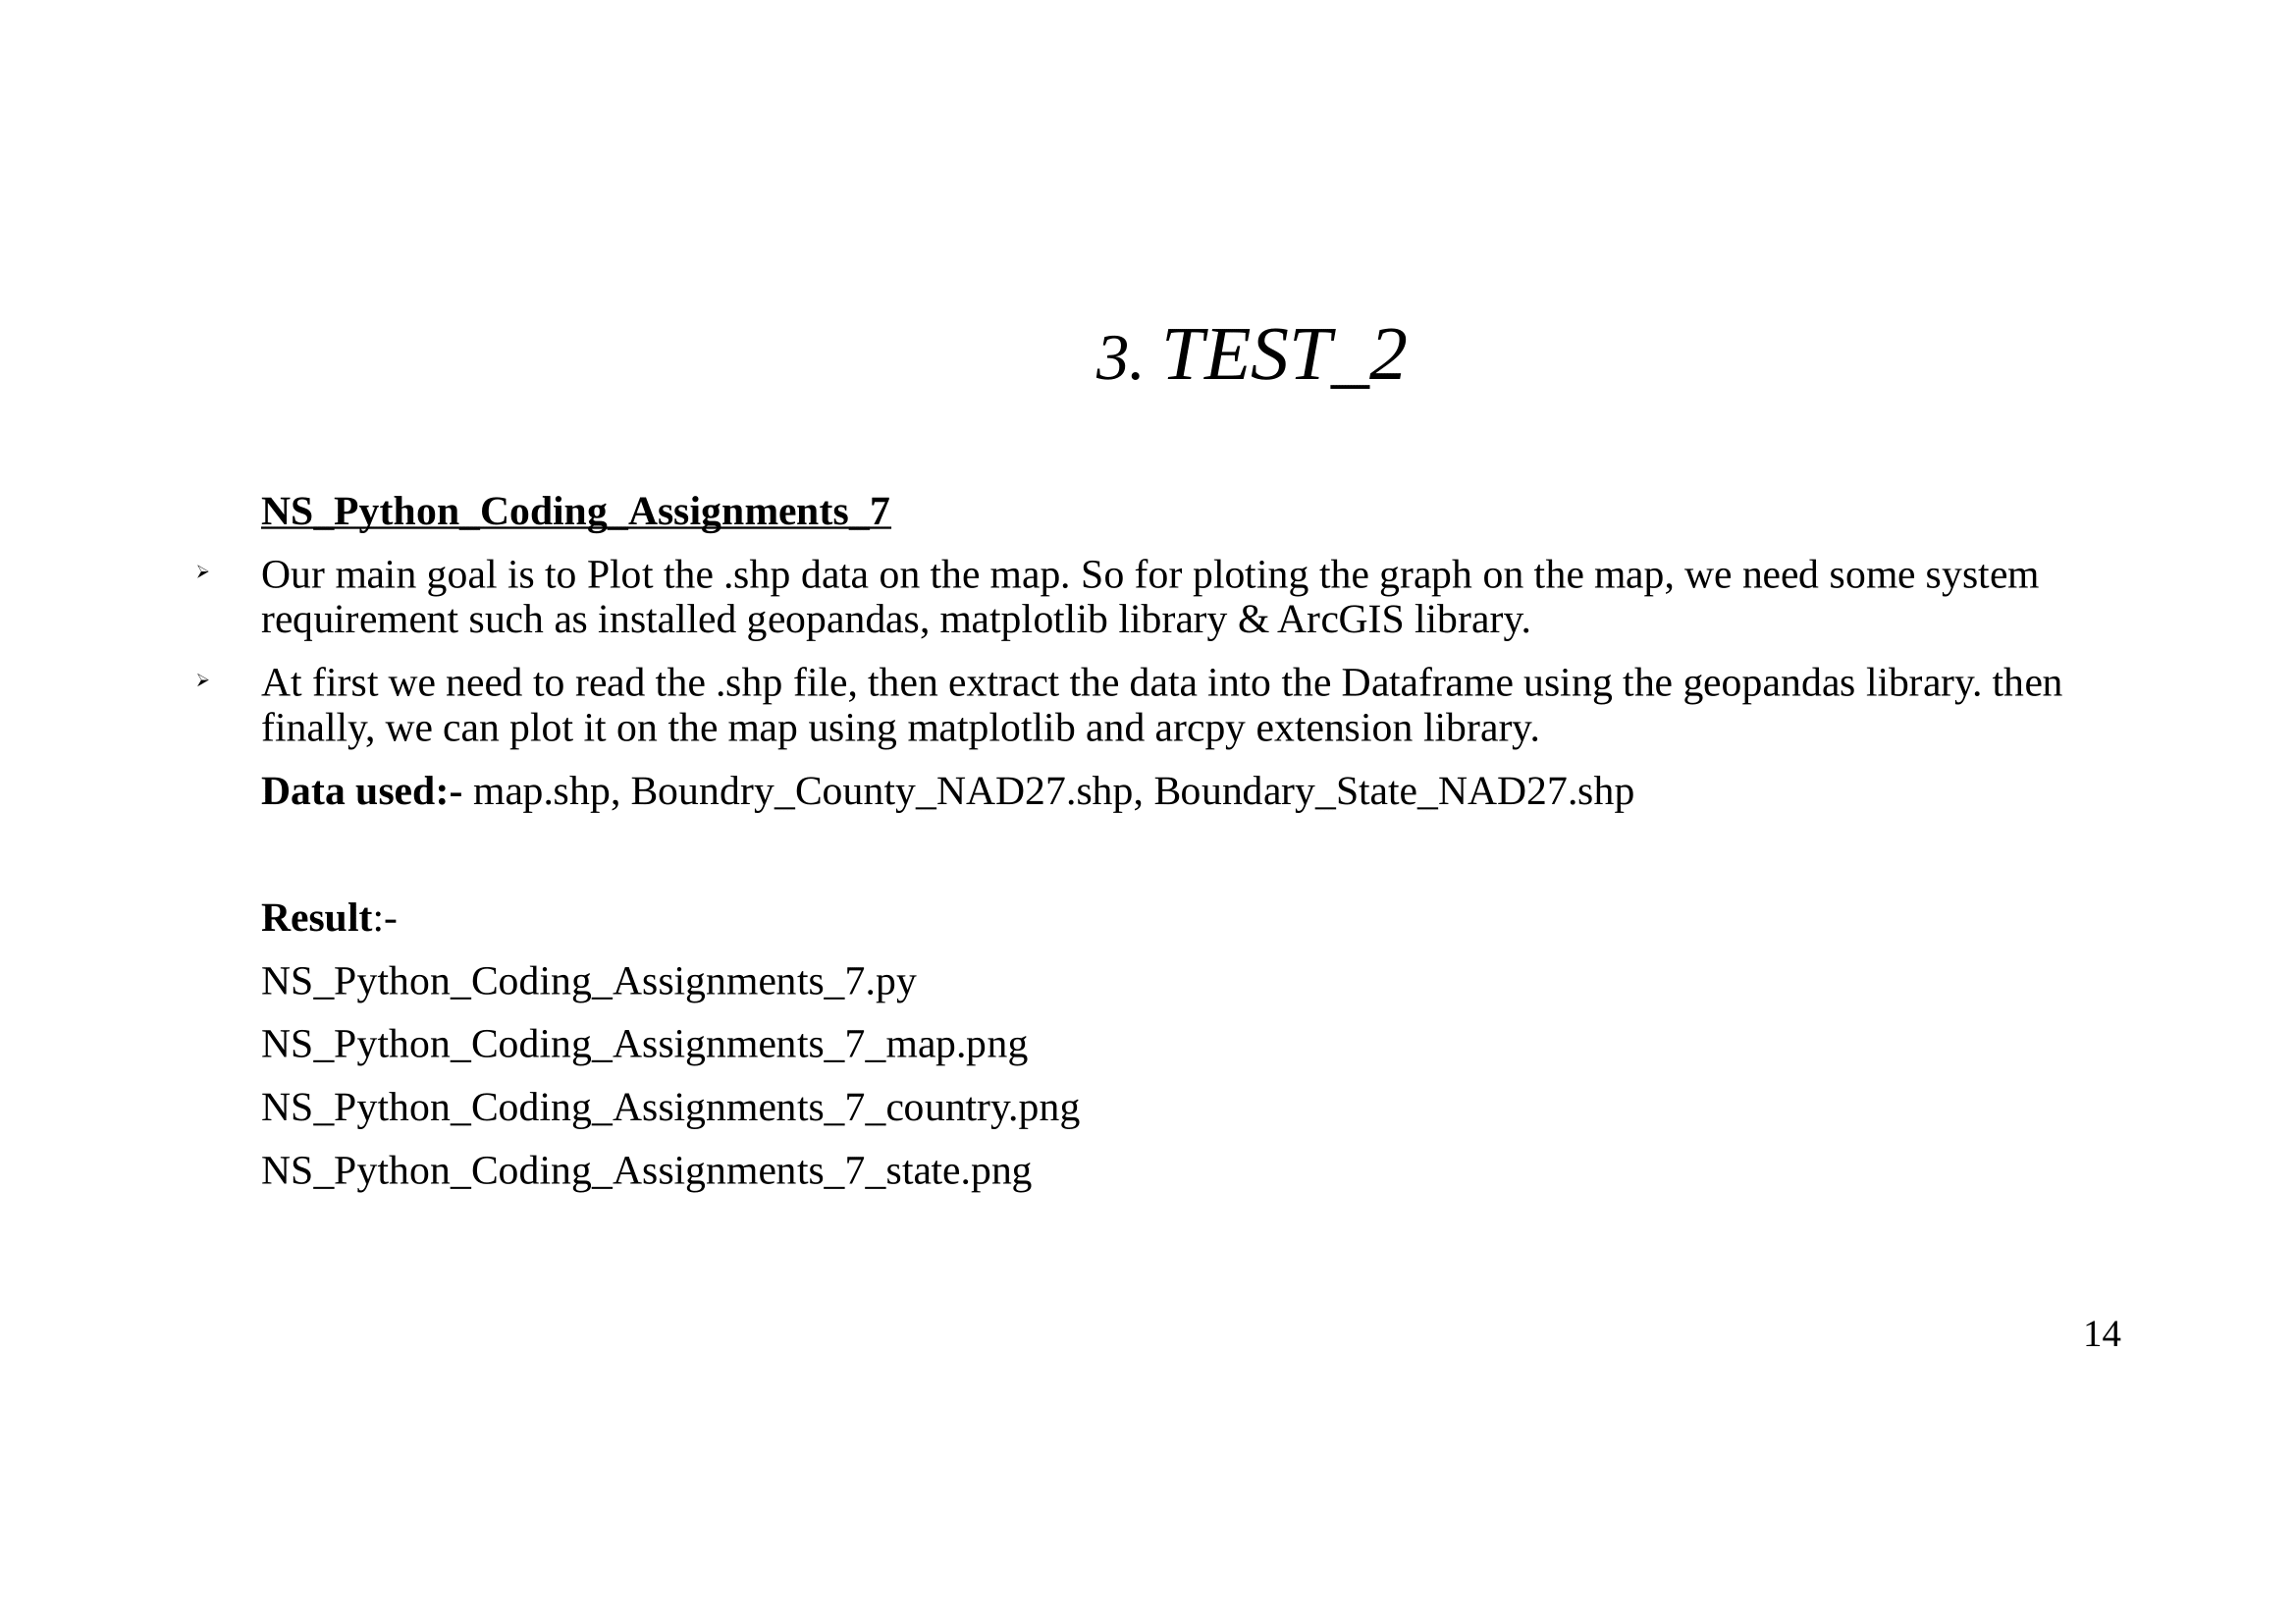 3. TEST_2
NS_Python_Coding_Assignments_7
➢ Our main goal is to Plot the .shp data on the map. So for ploting the graph on the map, we need some system
requirement such as installed geopandas, matplotlib library & ArcGIS library.
➢ At first we need to read the .shp file, then extract the data into the Dataframe using the geopandas library. then
finally, we can plot it on the map using matplotlib and arcpy extension library.
Data used:- map.shp, Boundry_County_NAD27.shp, Boundary_State_NAD27.shp
Result:-
NS_Python_Coding_Assignments_7.py
NS_Python_Coding_Assignments_7_map.png
NS_Python_Coding_Assignments_7_country.png
NS_Python_Coding_Assignments_7_state.png
14